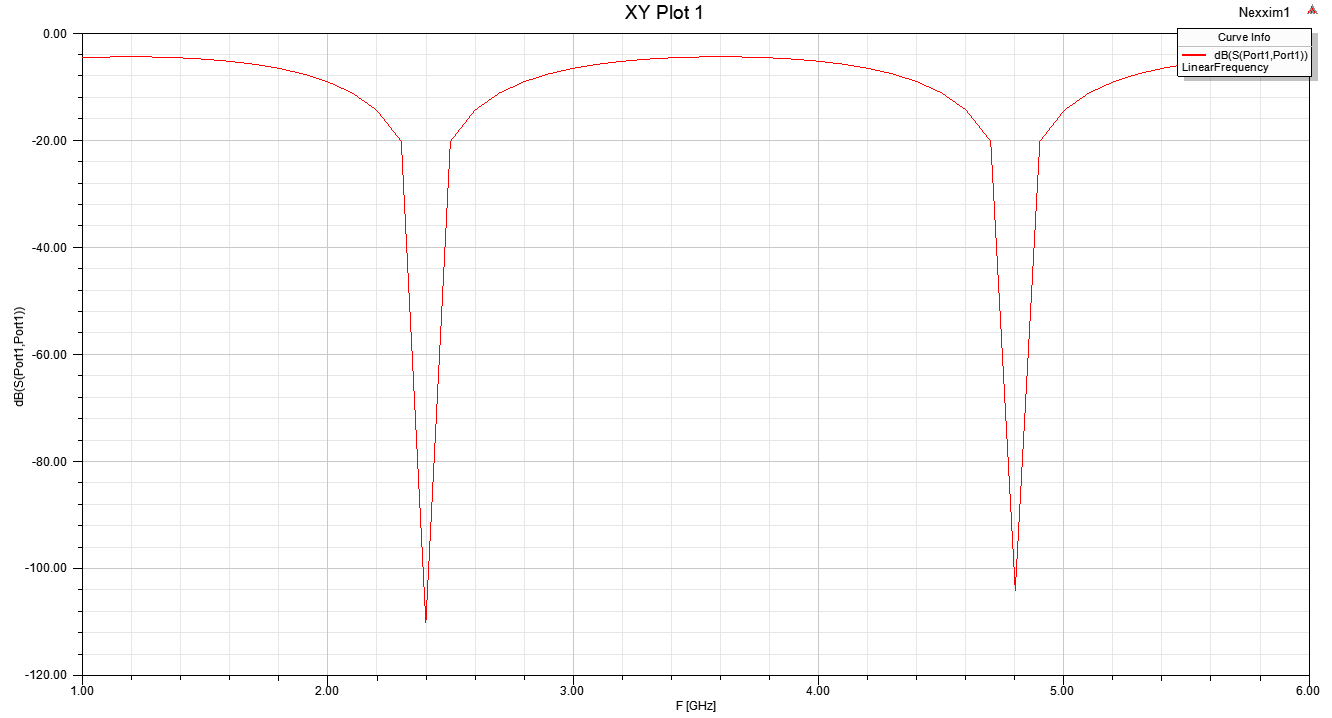 XY Plot 1
Nexxim1
Curve Info
dB(S(Port1,Port1))
LinearFrequency
0.00
-20.00
-40.00
-60.00
-80.00
-100.00
-120.00
dB(S(Port1,Port1))
1.00 2.00 3.00 4.00 5.00 6.00
F [GHz]